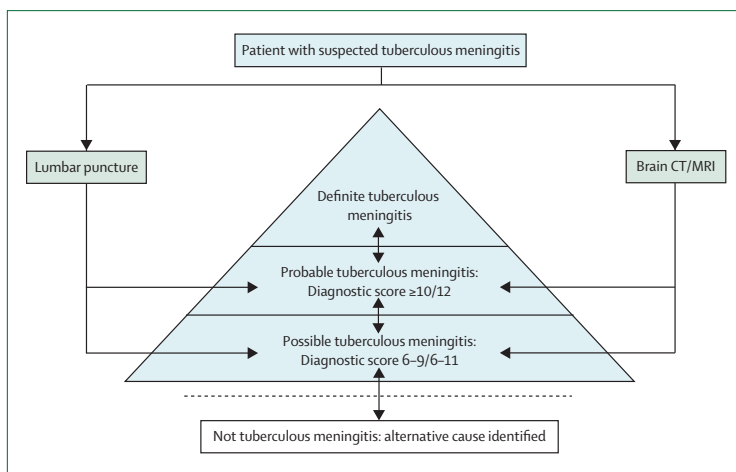 Patient with suspected tuberculous meningitis
Lumbar puncture
Brain CT/MRI
Definite tuberculous
meningitis
Probable tuberculous meningitis:
Diagnostic score ≥10/12
Possible tuberculous meningitis:
Diagnostic score 6–9/6–11
Not tuberculous meningitis: alternative cause identified